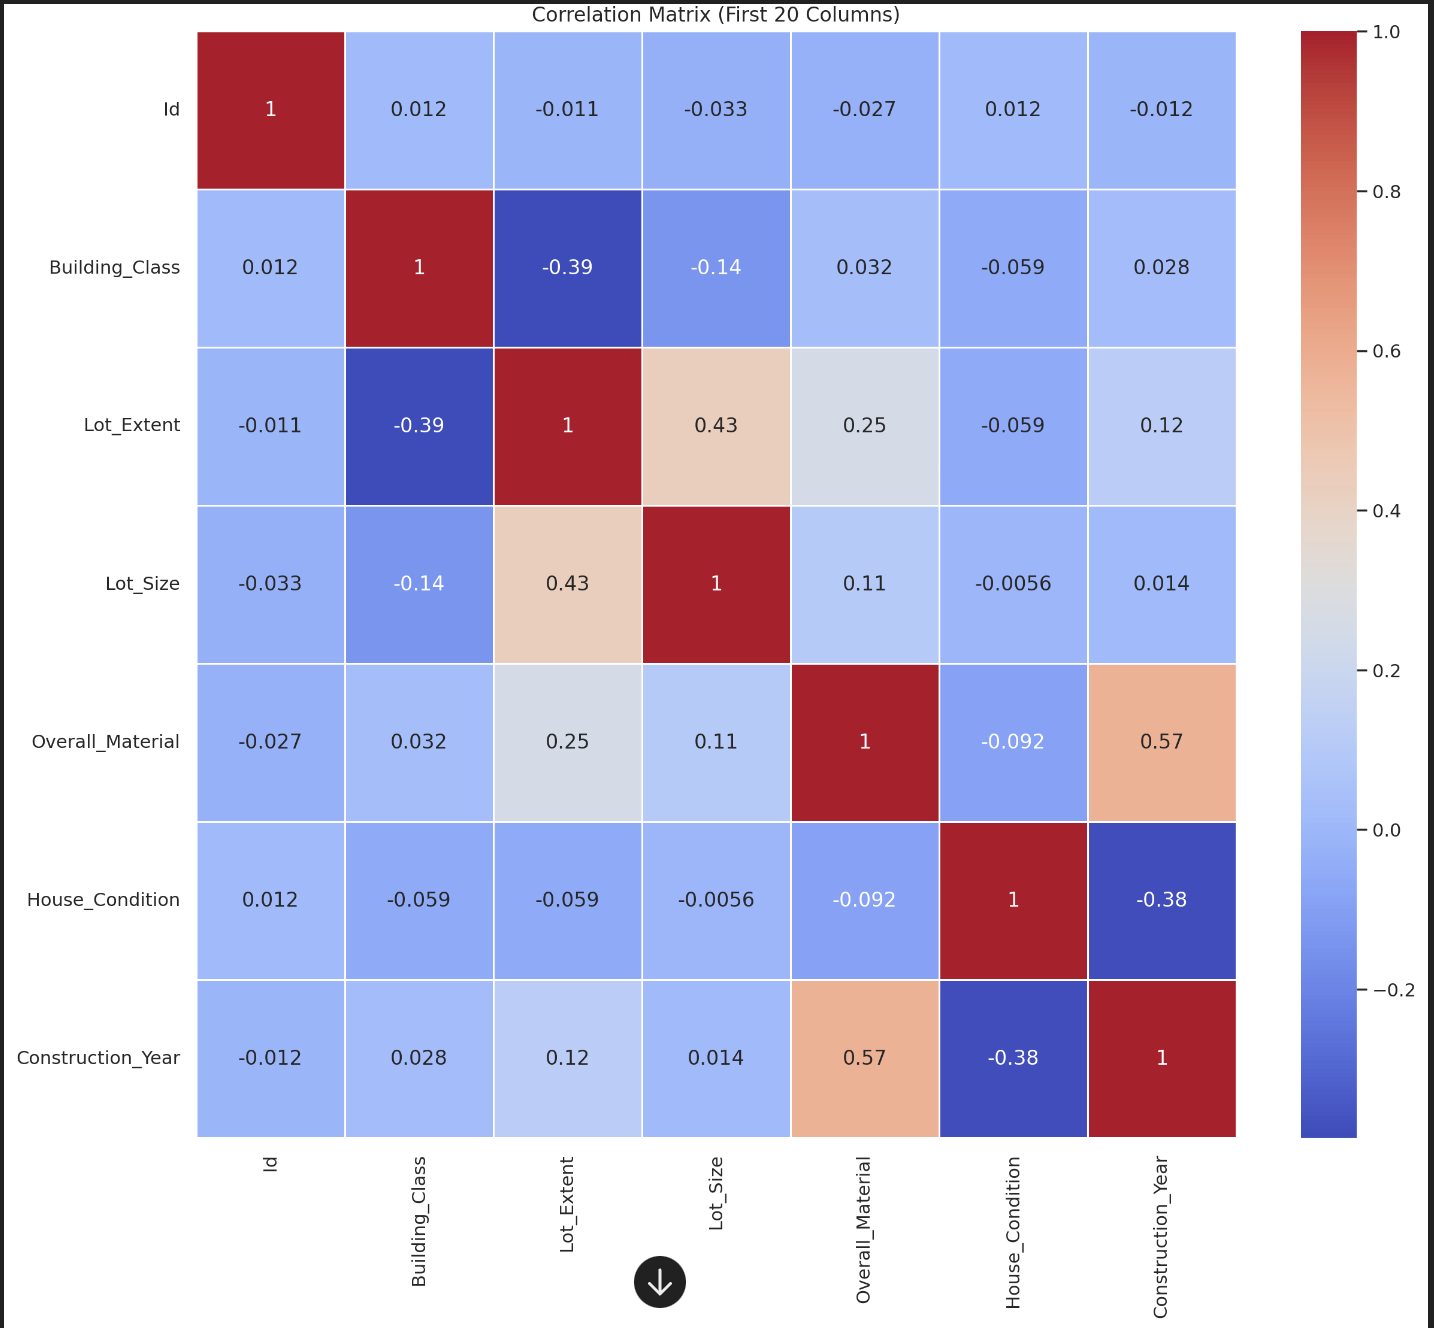 Correlation Matrix (First 20 Columns)
Id 1 0.012 -0.011 -0.033 -0.027 0.012 -0.012
Building_Class 0.012 1 -0.39 -0.14 0.032 -0.059 0.028
Lot_Extent -0.011 -0.39 1 0.43 0.25 -0.059 0.12
Lot_Size -0.033 -0.14 0.43 1 0.11 -0.0056 0.014
Overall_Material -0.027 0.032 0.25 0.11 1 -0.092 0.57
House_Condition 0.012 -0.059 -0.059 -0.0056 -0.092 1 -0.38
Construction_Year -0.012 0.028 0.12 0.014 0.57 -0.38 1
Id
Building_Class
Lot_Extent
Lot_Size
Overall_Material
House_Condition
Construction_Year
1.0
0.8
0.6
0.4
0.2
0.0
−0.2